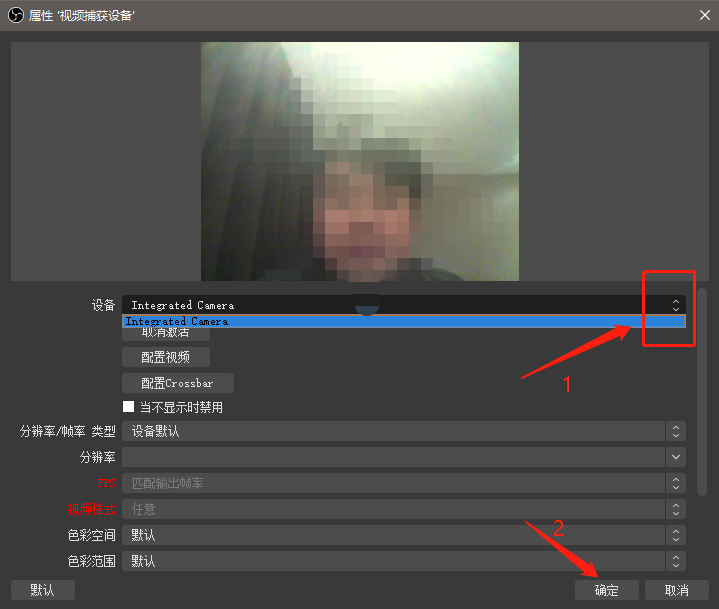 属性 '视频捕获设备'
设备 Integrated Camera
Integrated Camera
取消激活
配置视频
配置Crossbar
1
当不显示时禁用
分辨率/帧率 类型 设备默认
分辨率
FPS 匹配输出帧率
视频格式 任意
2
色彩空间 默认
色彩范围 默认
默认 确定 取消